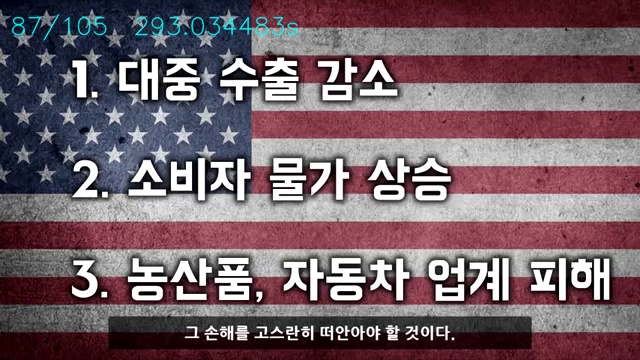 87/105 293.034483s
1. 대중 수출 감소
2. 소비자 물가 상승
3. 농산품, 자동차 업계 피해
그 손해를 고스란히 떠안아야 할 것이다.